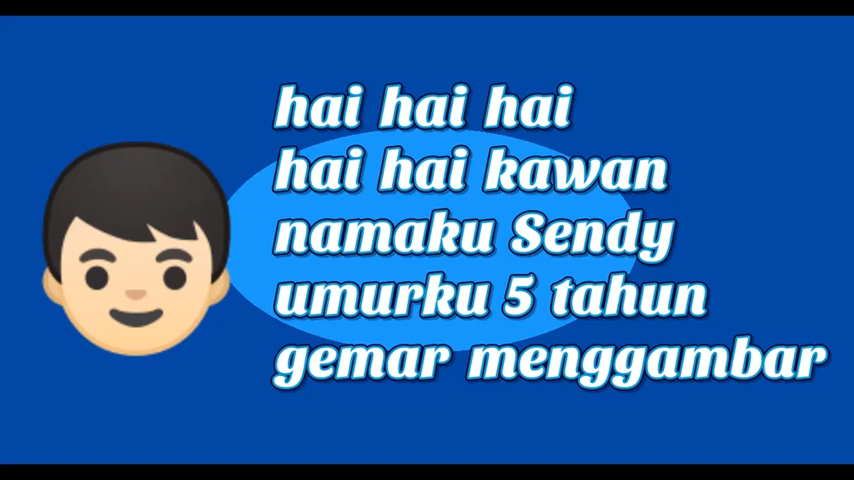 hai hai hai
hai hai kawan
namaku Sendy
umurku 5 tahun
gemar menggambar